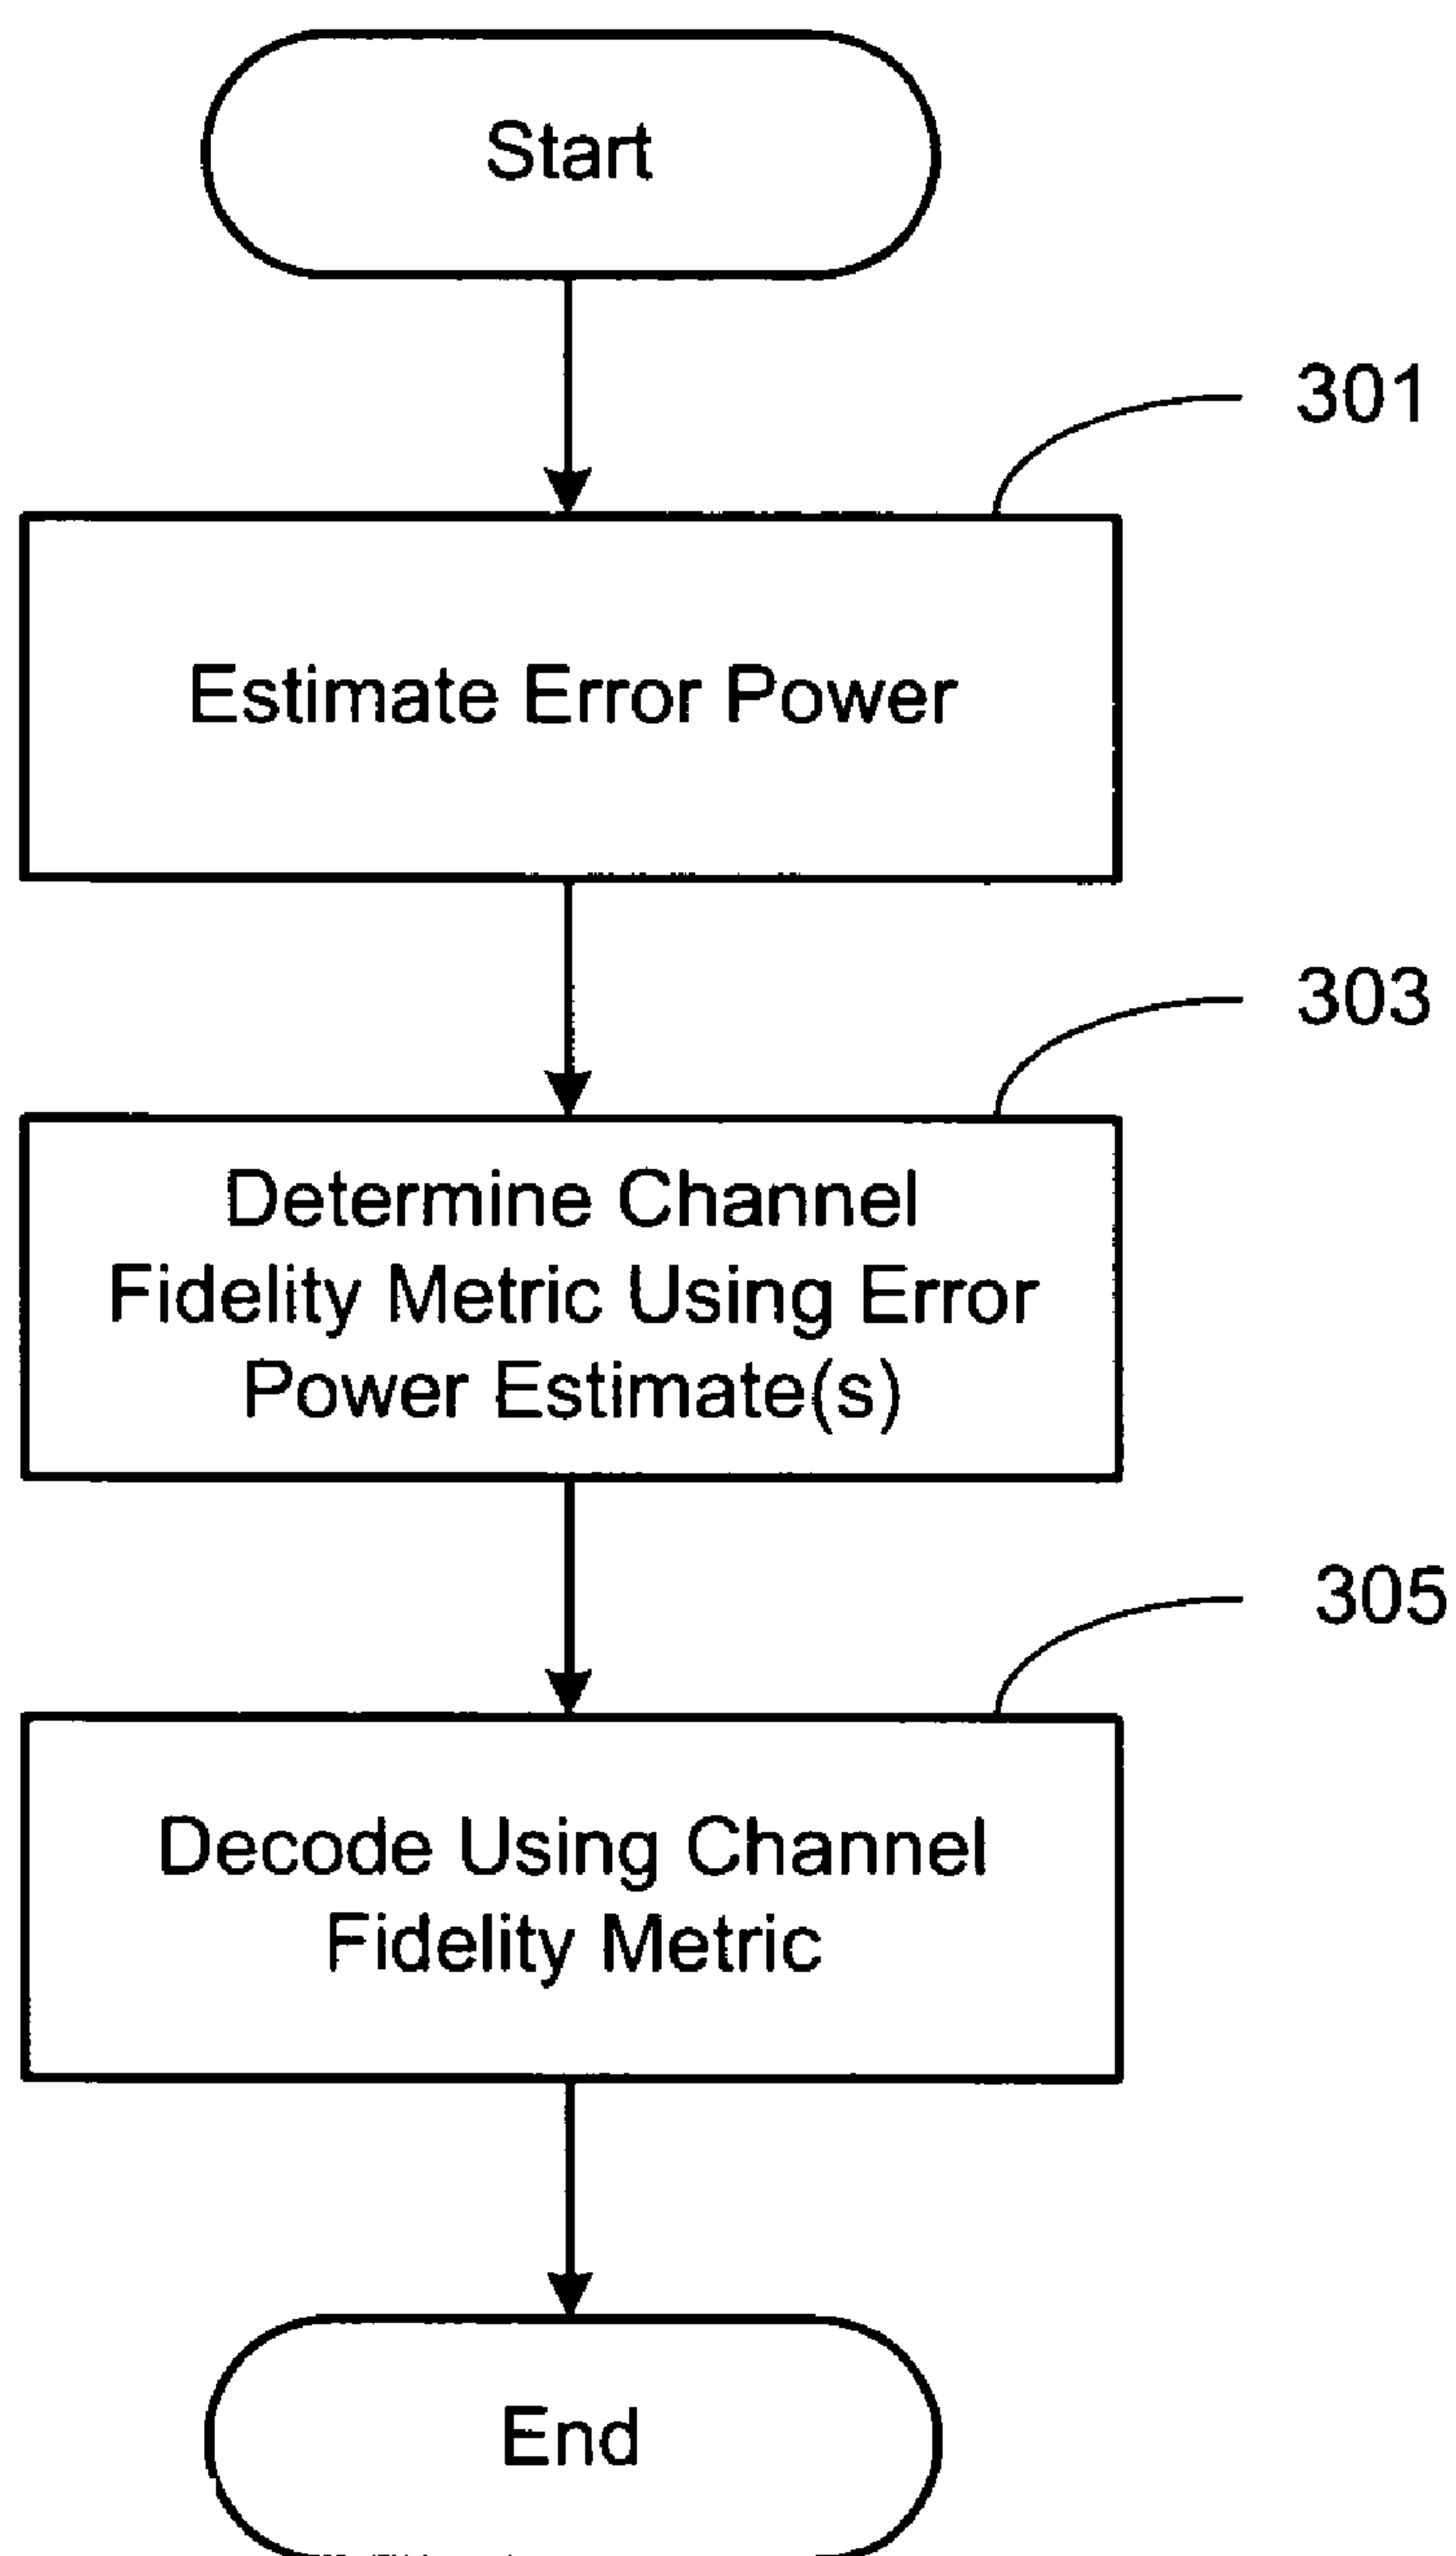 Start
301
Estimate Error Power
303
Determine Channel
Fidelity Metric Using Error
Power Estimate(s)
305
Decode Using Channel
Fidelity Metric
End